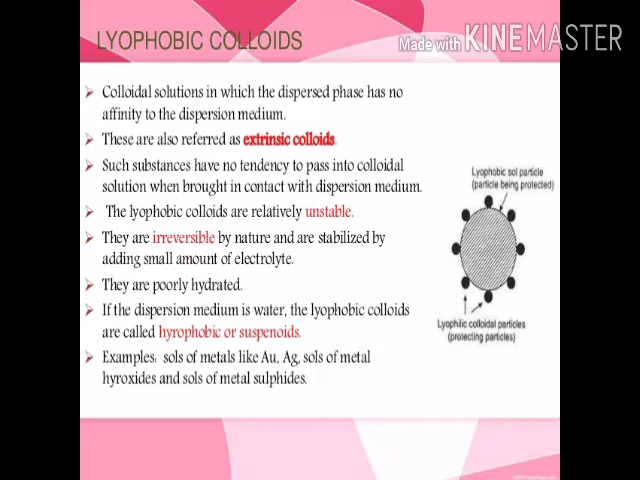 LYOPHOBIC COLLOIDS
Made with KINEMASTER
➤ Colloidal solutions in which the dispersed phase has no
affinity to the dispersion medium.
➤ These are also referred as extrinsic colloids.
➤ Such substances have no tendency to pass into colloidal
solution when brought in contact with dispersion medium.
➤ The lyophobic colloids are relatively unstable.
➤ They are irreversible by nature and are stabilized by
adding small amount of electrolyte.
➤ They are poorly hydrated.
➤ If the dispersion medium is water, the lyophobic colloids
are called hyrophobic or suspenoids.
➤ Examples: sols of metals like Au, Ag, sols of metal
hyroxides and sols of metal sulphides.
Lyophobic sol particle
(particle being protected)
Lyophilic colloidal particles
(protecting particles)